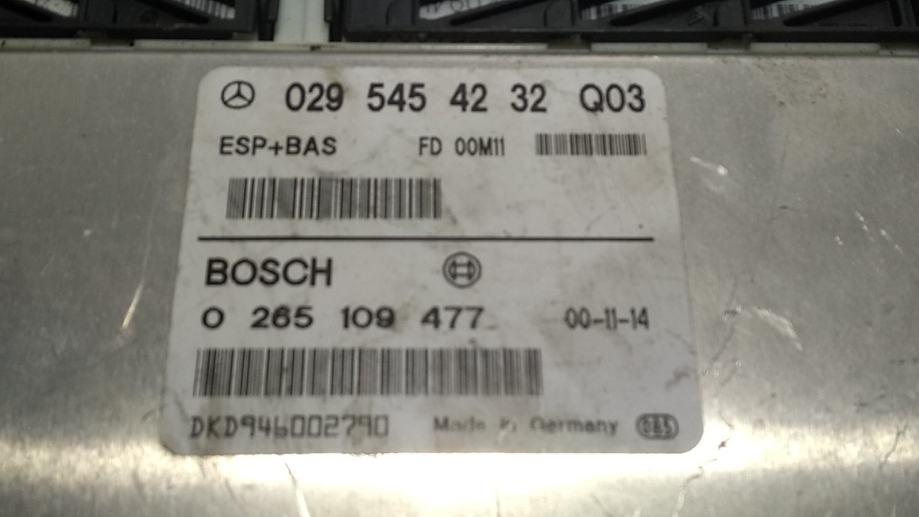 029 545 42 32 Q03
ESP+BAS FD 00M11
BOSCH
0 265 109 477 00-11-14
DKD946002790 Made in Germany